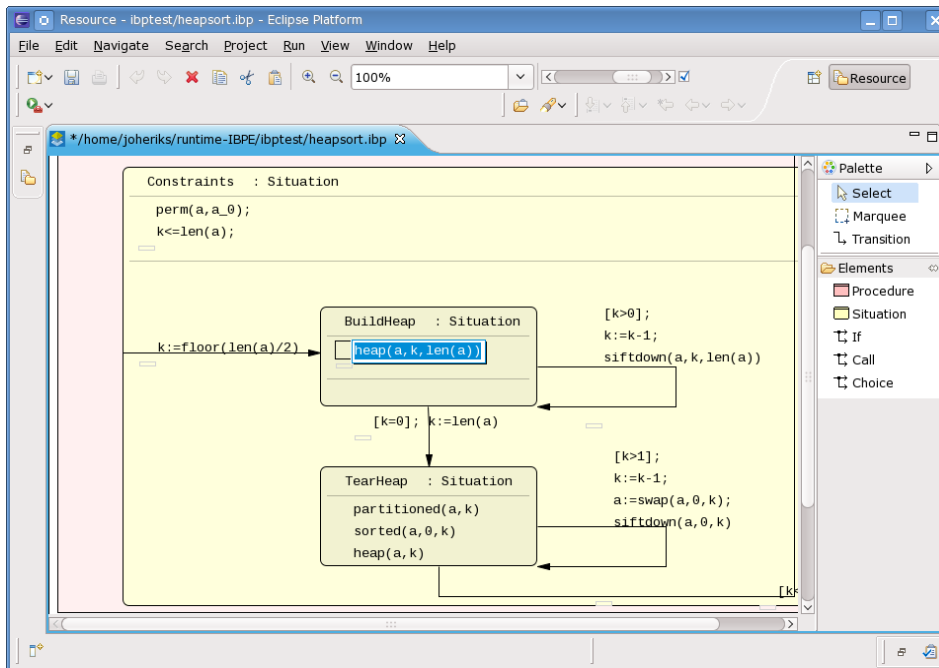 Resource - ibptest/heapsort.ibp - Eclipse Platform
File Edit Navigate Search Project Run View Window Help
100%
Resource
*/home/joheriks/runtime-IBPE/ibptest/heapsort.ibp
Constraints : Situation
perm(a,a_0);
k<=len(a);
k:=floor(len(a)/2)
BuildHeap : Situation
heap(a,k,len(a))
[k>0];
k:=k-1;
siftdown(a,k,len(a))
[k=0]; k:=len(a)
TearHeap : Situation
partitioned(a,k)
sorted(a,0,k)
heap(a,k)
[k>1];
k:=k-1;
a:=swap(a,0,k);
siftdown(a,0,k)
[k<
Palette
Select
Marquee
Transition
Elements
Procedure
Situation
If
Call
Choice